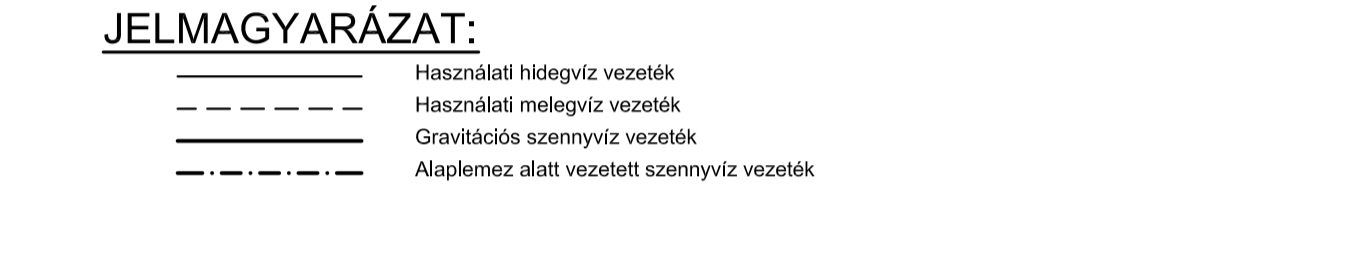 JELMAGYARÁZAT:
Használati hidegvíz vezeték
Használati melegvíz vezeték
Gravitációs szennyvíz vezeték
Alaplemez alatt vezetett szennyvíz vezeték